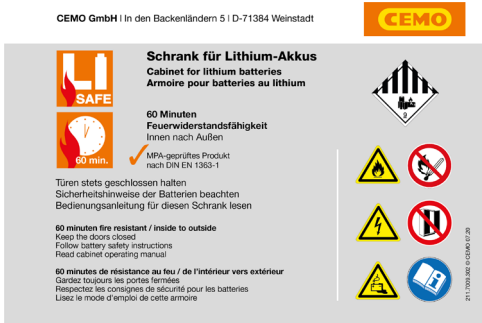 CEMO GmbH | In den Backenländern 5 | D-71384 Weinstadt
CEMO
LI
SAFE
Schrank für Lithium-Akkus
Cabinet for lithium batteries
Armoire pour batteries au lithium
60 min.
60 Minuten
Feuerwiderstandsfähigkeit
Innen nach Außen
MPA-geprüftes Produkt
nach DIN EN 1363-1
Türen stets geschlossen halten
Sicherheitshinweise der Batterien beachten
Bedienungsanleitung für diesen Schrank lesen
60 minuten fire resistant / inside to outside
Keep the doors closed
Follow battery safety instructions
Read cabinet operating manual
60 minutes de résistance au feu / de l'intérieur vers extérieur
Gardez toujours les portes fermées
Respectez les consignes de sécurité pour les batteries
Lisez le mode d'emploi de cette armoire
9
211.7009.302 © CEMO 07.20